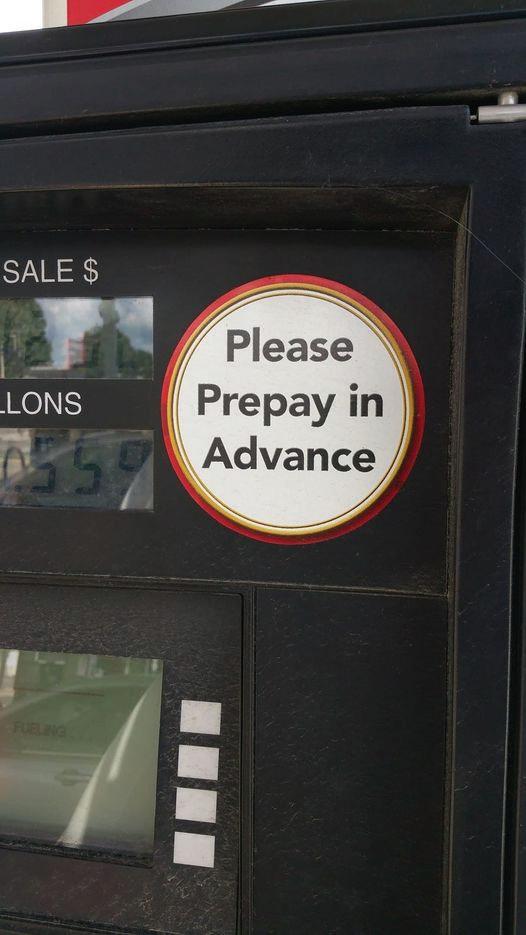 SALE $
Please
Prepay in
Advance
LLONS
FUELING